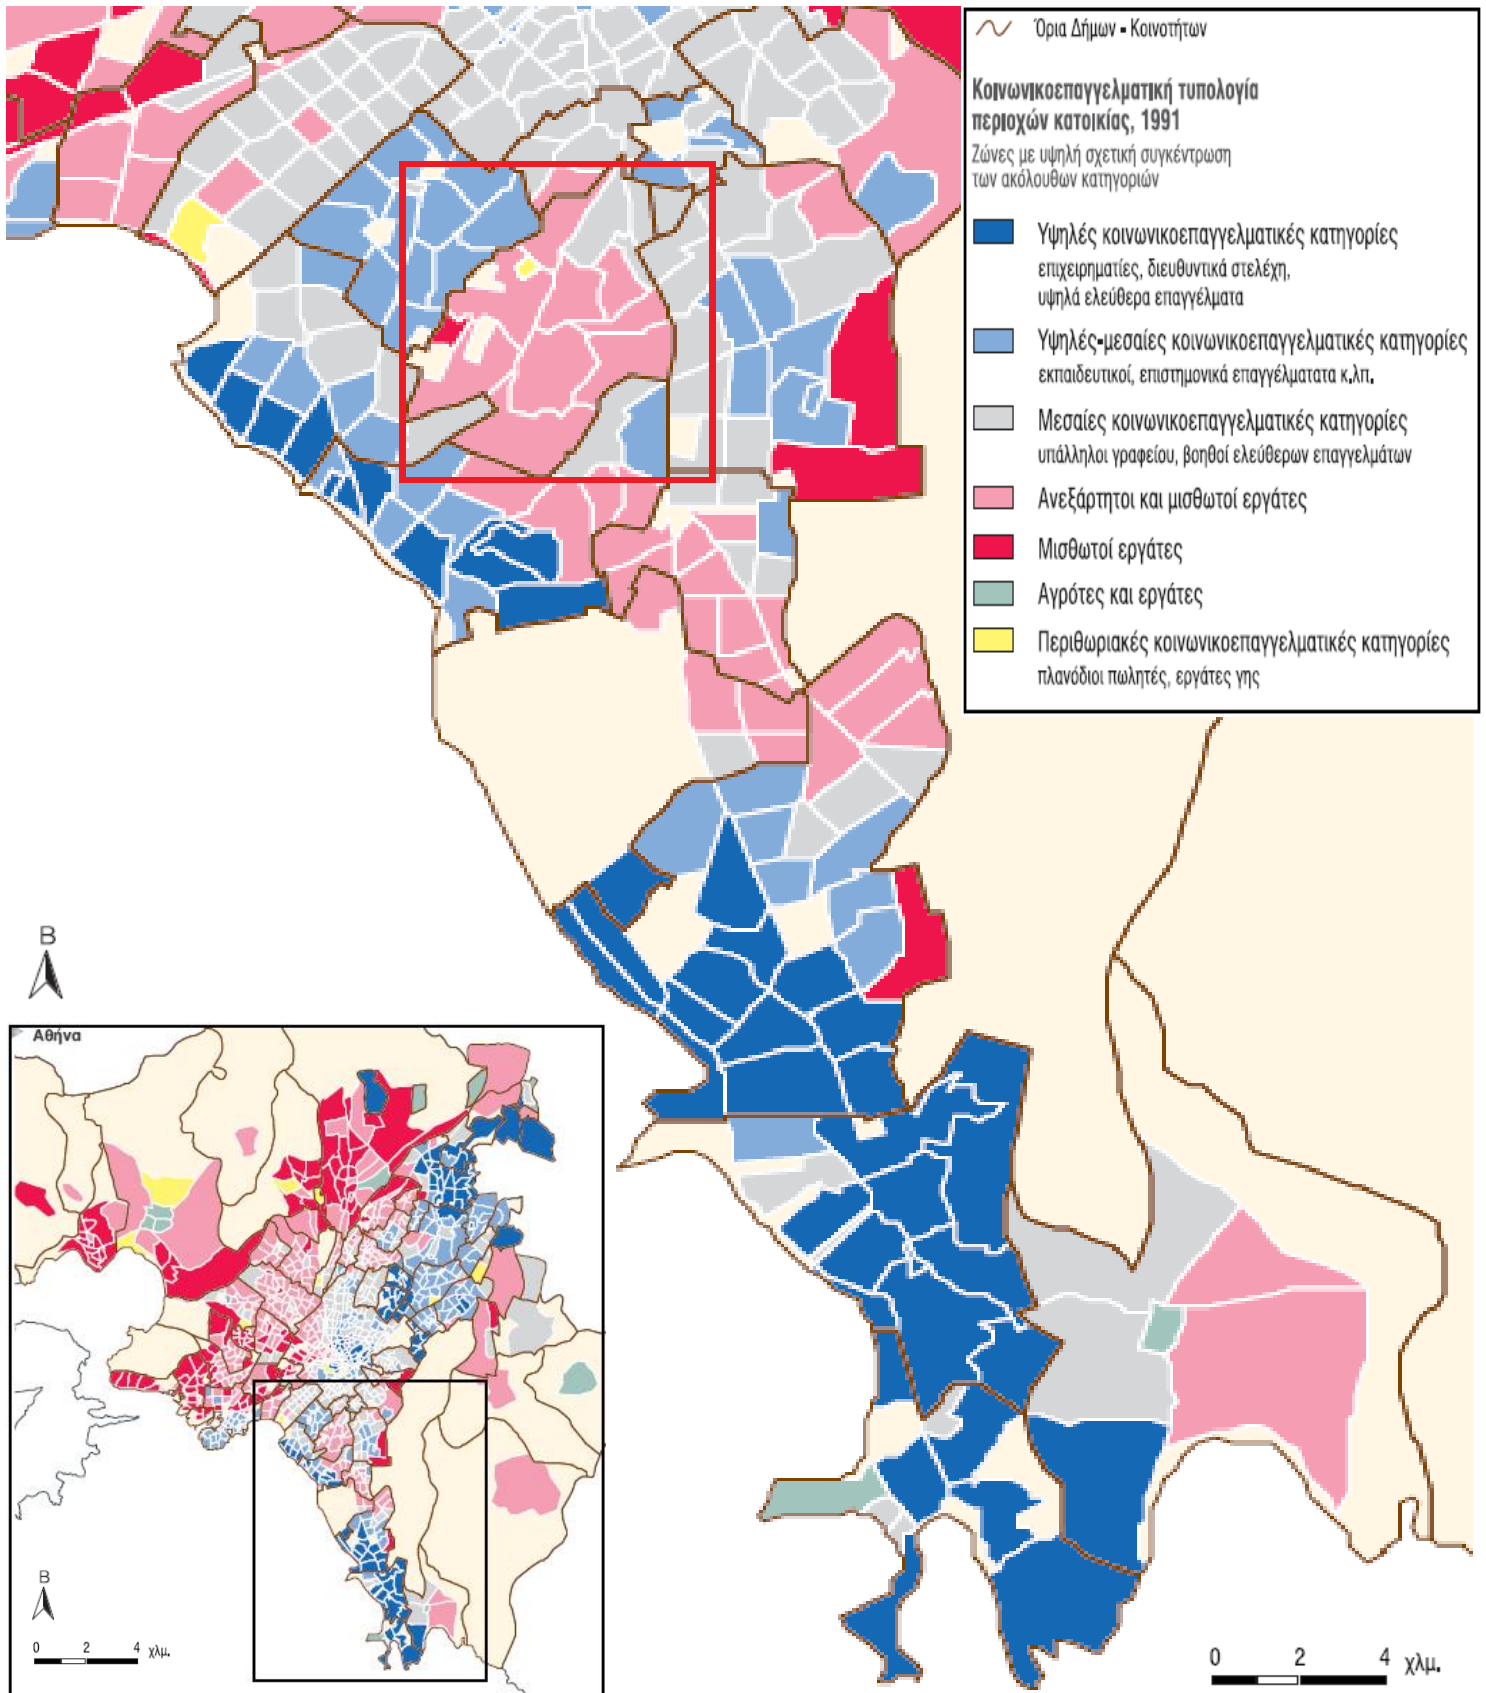 Όρια Δήμων - Κοινοτήτων
Κοινωνικοεπαγγελματική τυπολογία
περιοχών κατοικίας, 1991
Ζώνες με υψηλή σχετική συγκέντρωση
των ακόλουθων κατηγοριών
Υψηλές κοινωνικοεπαγγελματικές κατηγορίες
επιχειρηματίες, διευθυντικά στελέχη,
υψηλά ελεύθερα επαγγέλματα
Υψηλές-μεσαίες κοινωνικοεπαγγελματικές κατηγορίες
εκπαιδευτικοί, επιστημονικά επαγγέλματατα κ.λπ.
Μεσαίες κοινωνικοεπαγγελματικές κατηγορίες
υπάλληλοι γραφείου, βοηθοί ελεύθερων επαγγελμάτων
Ανεξάρτητοι και μισθωτοί εργάτες
Μισθωτοί εργάτες
Αγρότες και εργάτες
Περιθωριακές κοινωνικοεπαγγελματικές κατηγορίες
πλανόδιοι πωλητές, εργάτες γης
Β
Αθήνα
Β
0 2 4 χλμ.
0 2 4 χλμ.